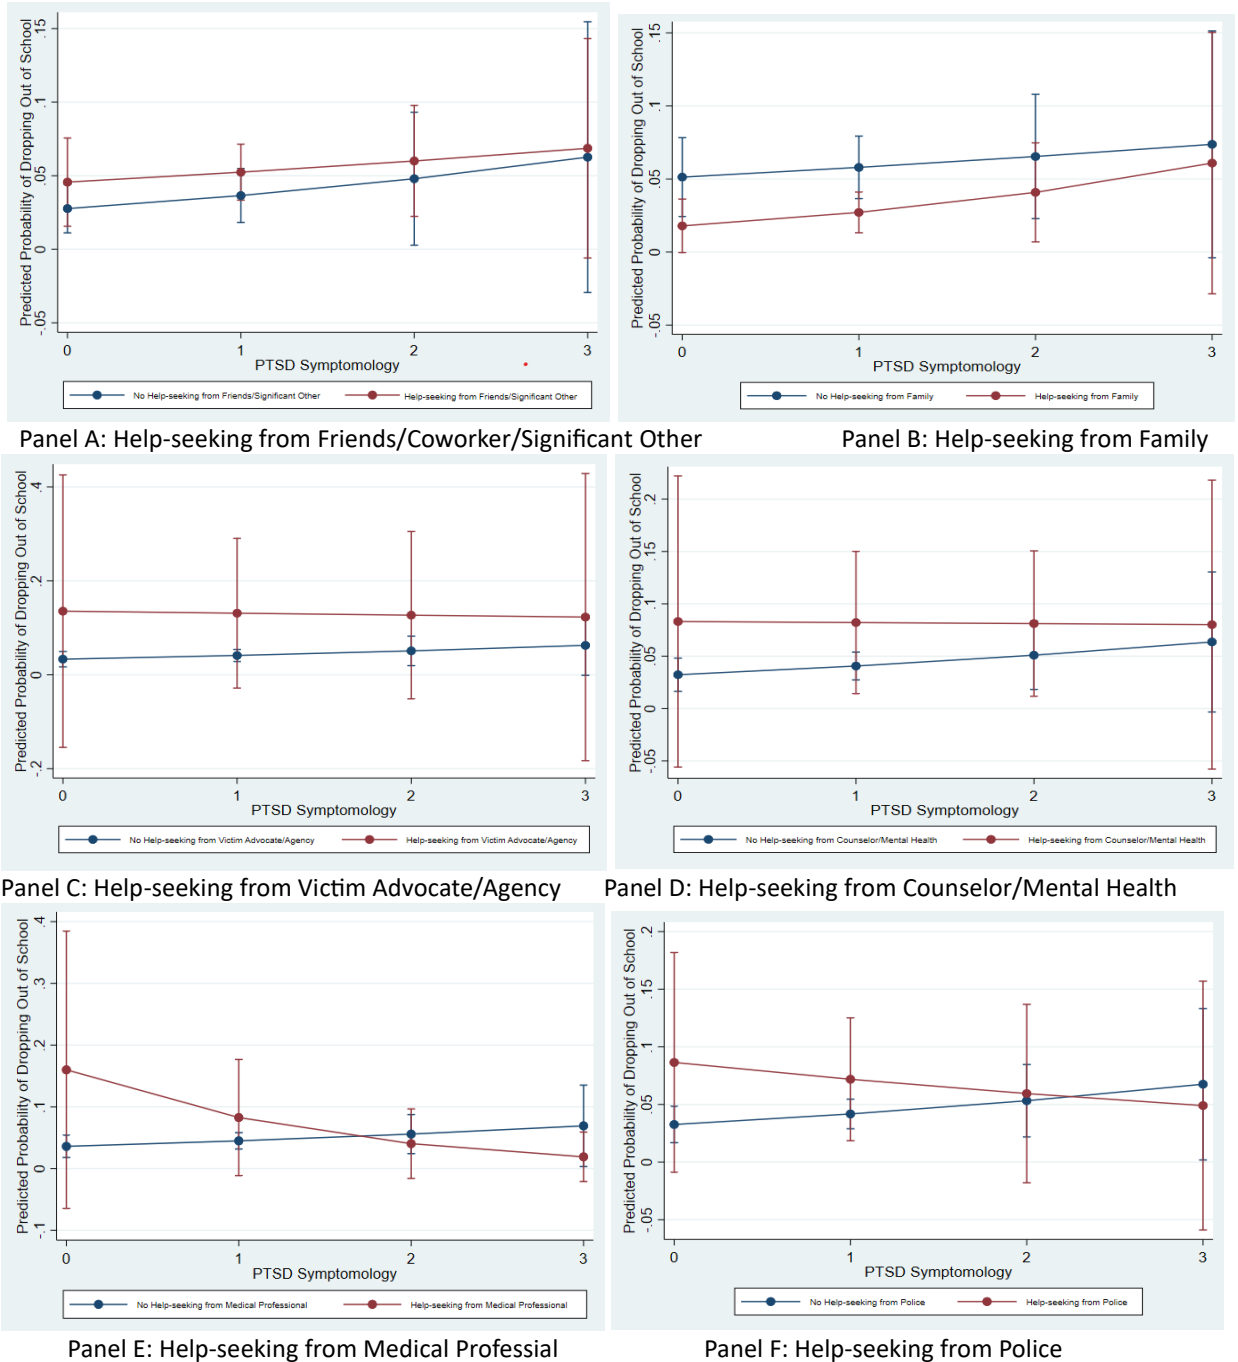 Predicted Probability of Dropping Out of School
.15
.1
.05
0
-.05
0 1 2 3
PTSD Symptomology
No Help-seeking from Friends/Significant Other Help-seeking from Friends/Significant Other
Panel A: Help-seeking from Friends/Coworker/Significant Other
Predicted Probability of Dropping Out of School
.15
.1
.05
0
-.05
0 1 2 3
PTSD Symptomology
No Help-seeking from Family Help-seeking from Family
Panel B: Help-seeking from Family
Predicted Probability of Dropping Out of School
.4
.2
0
-.2
0 1 2 3
PTSD Symptomology
No Help-seeking from Victim Advocate/Agency Help-seeking from Victim Advocate/Agency
Panel C: Help-seeking from Victim Advocate/Agency
Predicted Probability of Dropping Out of School
.2
.15
.1
.05
0
-.05
0 1 2 3
PTSD Symptomology
No Help-seeking from Counselor/Mental Health Help-seeking from Counselor/Mental Health
Panel D: Help-seeking from Counselor/Mental Health
Predicted Probability of Dropping Out of School
.4
.3
.2
.1
0
-.1
0 1 2 3
PTSD Symptomology
No Help-seeking from Medical Professional Help-seeking from Medical Professional
Panel E: Help-seeking from Medical Professial
Predicted Probability of Dropping Out of School
.2
.15
.1
.05
0
-.05
0 1 2 3
PTSD Symptomology
No Help-seeking from Police Help-seeking from Police
Panel F: Help-seeking from Police